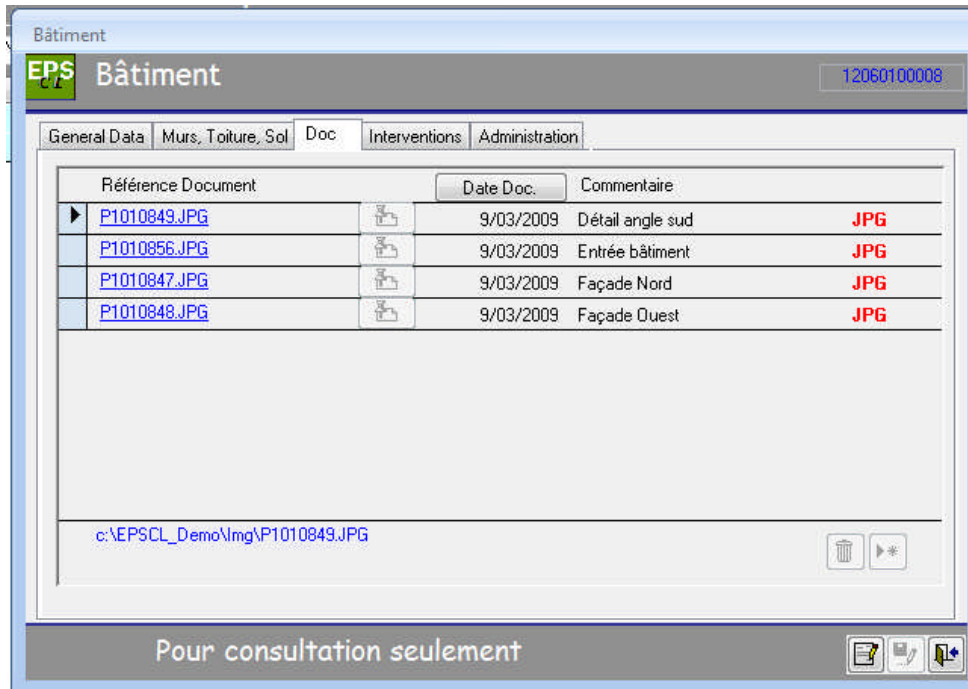 Bâtiment
EPS CL Bâtiment 12060100008
General Data Murs, Toiture, Sol Doc Interventions Administration
Référence Document Date Doc. Commentaire
P1010849.JPG 9/03/2009 Détail angle sud JPG
P1010856.JPG 9/03/2009 Entrée bâtiment JPG
P1010847.JPG 9/03/2009 Façade Nord JPG
P1010848.JPG 9/03/2009 Façade Ouest JPG
c:\EPSCL_Demo\Img\P1010849.JPG
Pour consultation seulement